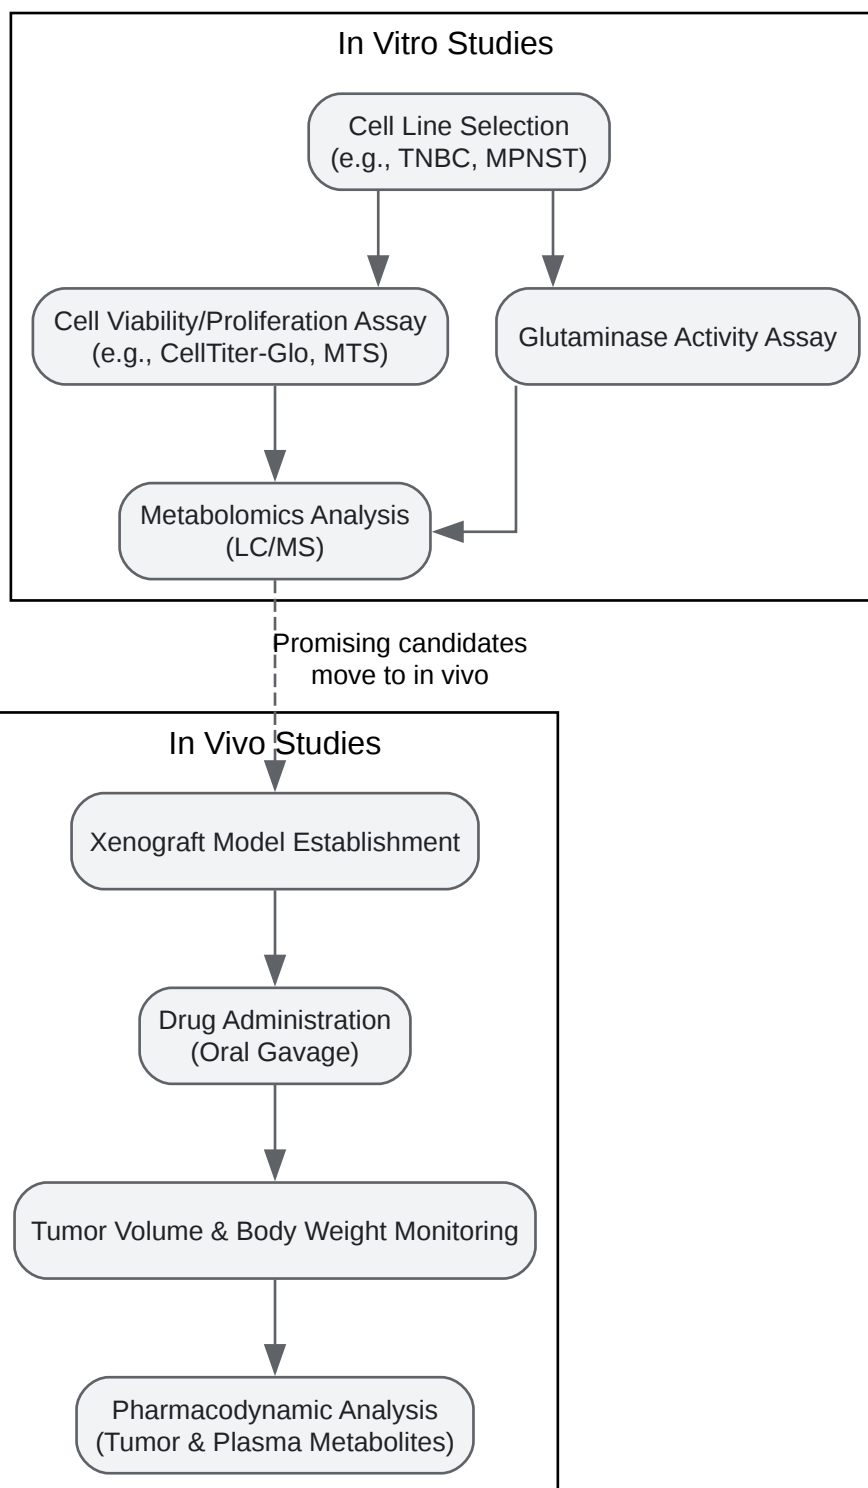 In Vitro Studies
Cell Line Selection
(e.g., TNBC, MPNST)
Cell Viability/Proliferation Assay
(e.g., CellTiter-Glo, MTS)
Glutaminase Activity Assay
Metabolomics Analysis
(LC/MS)
Promising candidates
move to in vivo
In Vivo Studies
Xenograft Model Establishment
Drug Administration
(Oral Gavage)
Tumor Volume & Body Weight Monitoring
Pharmacodynamic Analysis
(Tumor & Plasma Metabolites)